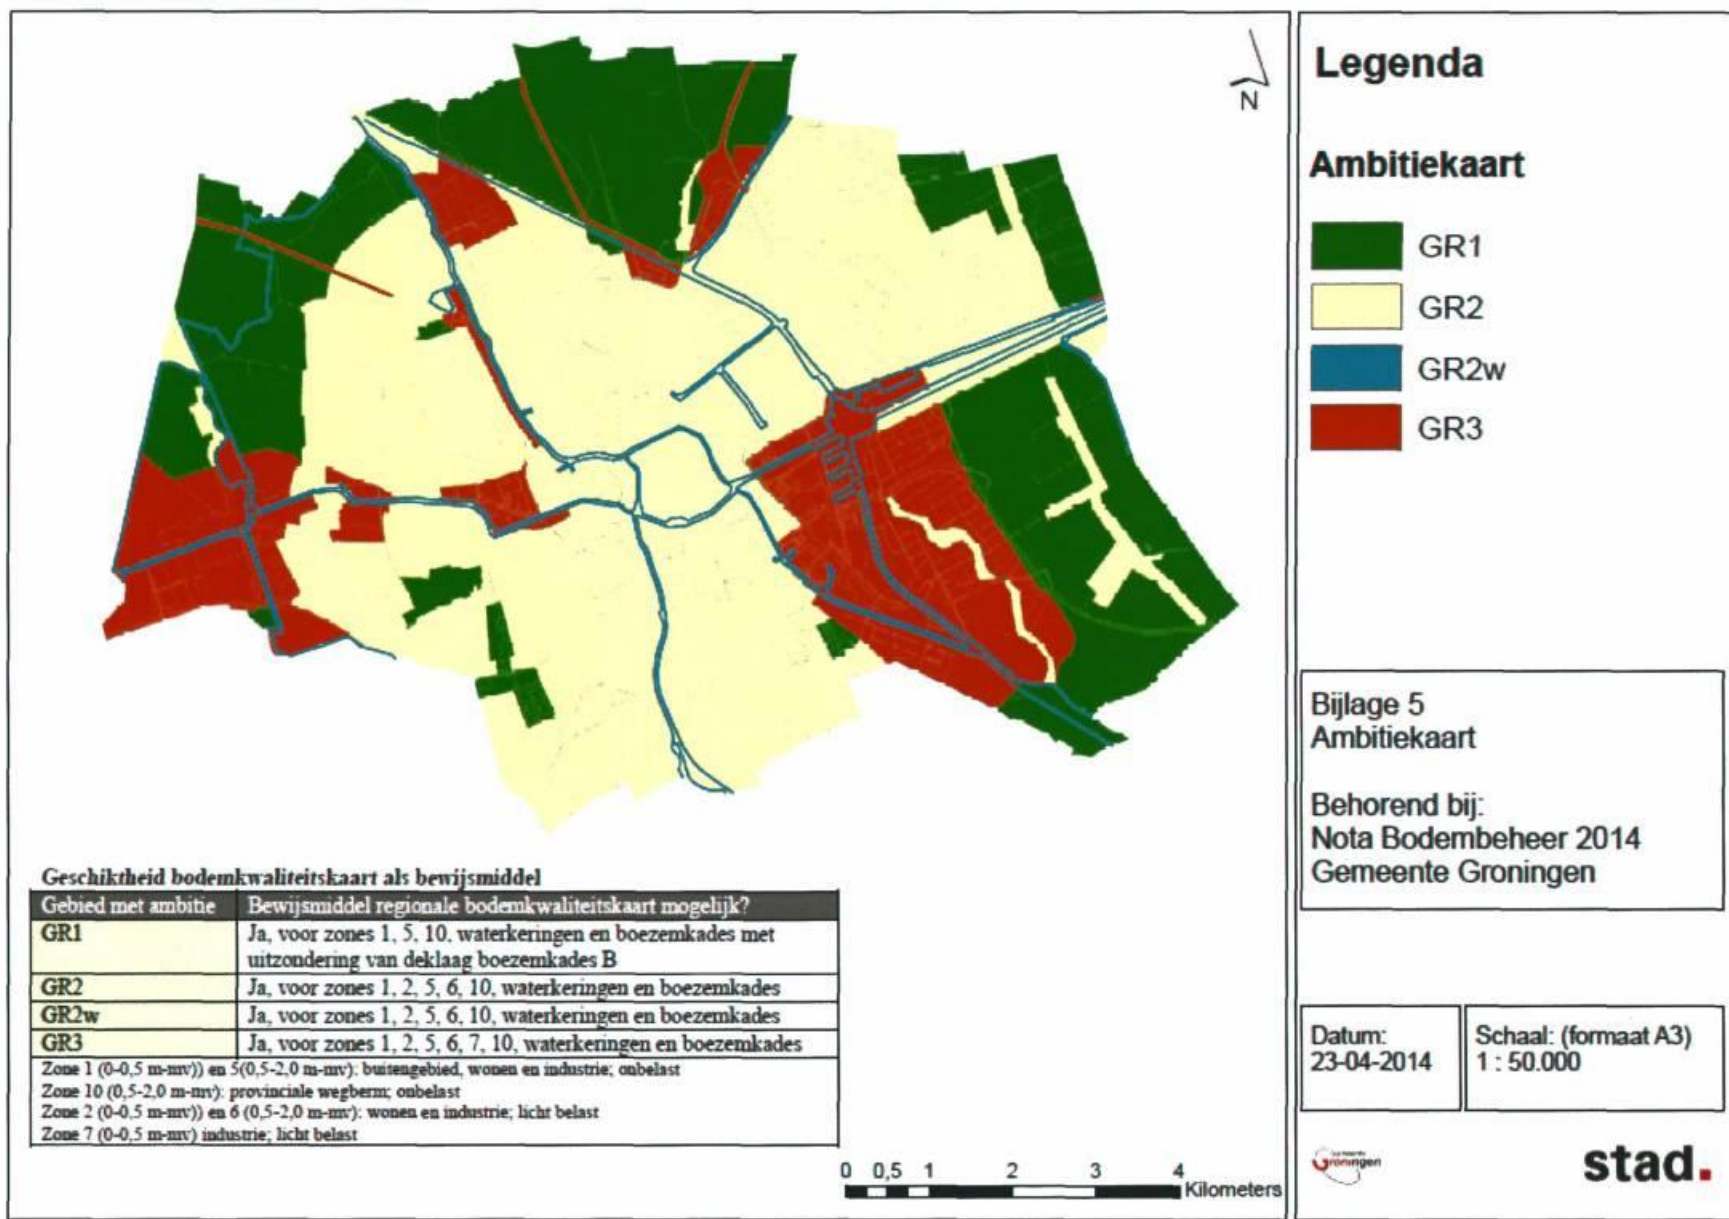 N
Legenda
Ambitiekaart
GR1
GR2
GR2w
GR3
Bijlage 5
Ambitiekaart
Behorend bij:
Nota Bodembeheer 2014
Gemeente Groningen
Datum:
23-04-2014
Schaal: (formaat A3)
1 : 50.000
Groningen
stad.
Geschiktheid bodemkwaliteitskaart als bewijsmiddel
Gebied met ambitie Bewijsmiddel regionale bodemkwaliteitskaart mogelijk?
GR1 Ja, voor zones 1, 5, 10, waterkeringen en boezemkades met
uitzondering van deklaag boezemkades B
GR2 Ja, voor zones 1, 2, 5, 6, 10, waterkeringen en boezemkades
GR2w Ja, voor zones 1, 2, 5, 6, 10, waterkeringen en boezemkades
GR3 Ja, voor zones 1, 2, 5, 6, 7, 10, waterkeringen en boezemkades
Zone 1 (0-0,5 m-mv)) en 5(0,5-2,0 m-mv): buitengebied, wonen en industrie; onbelast
Zone 10 (0,5-2,0 m-mv): provinciale wegberm; onbelast
Zone 2 (0-0,5 m-mv)) en 6 (0,5-2,0 m-mv): wonen en industrie; licht belast
Zone 7 (0-0,5 m-mv) industrie; licht belast
0 0,5 1 2 3 4
Kilometers